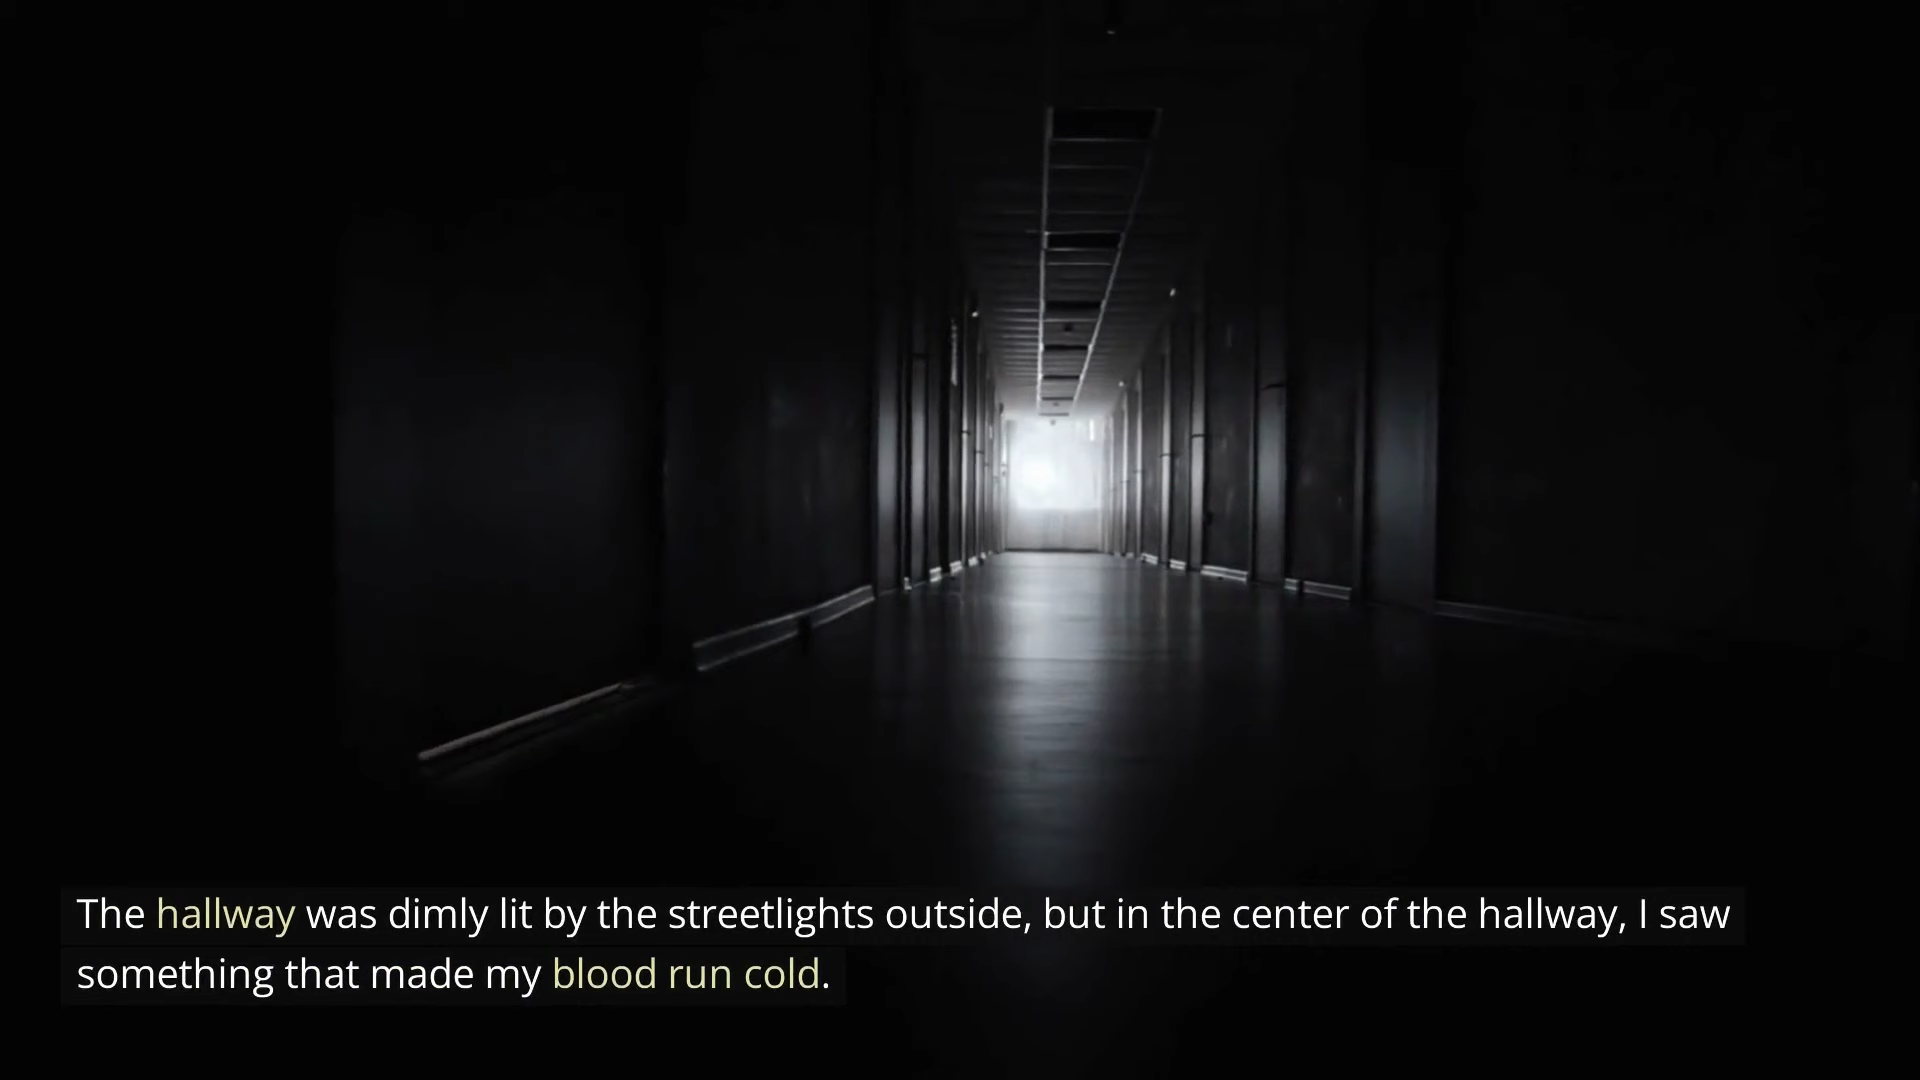 The hallway was dimly lit by the streetlights outside, but in the center of the hallway, I saw
something that made my blood run cold.